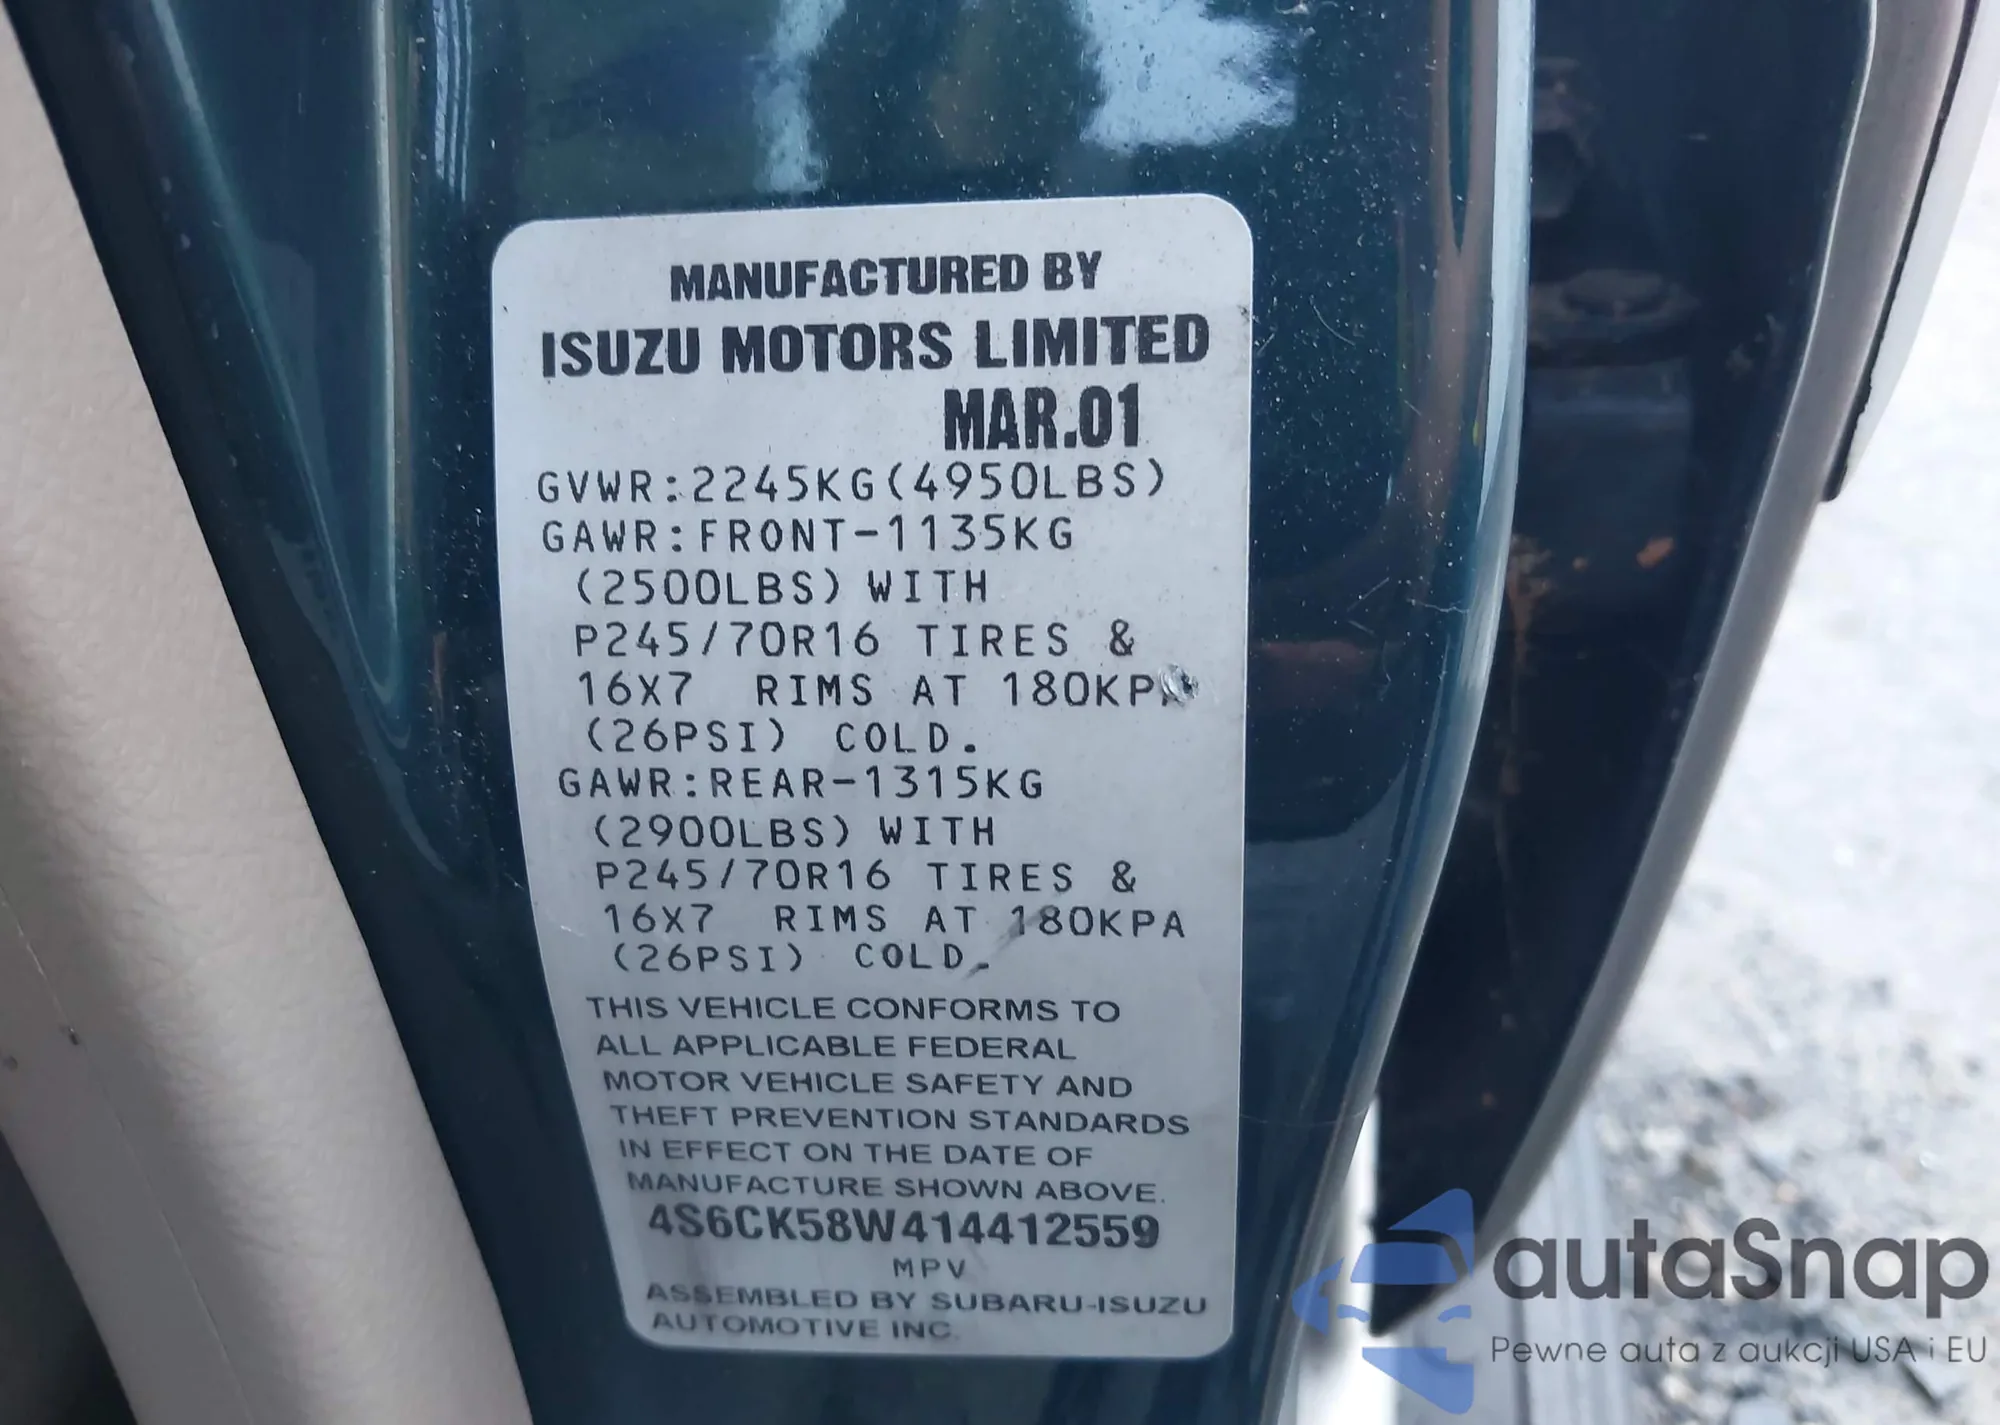 MANUFACTURED BY
ISUZU MOTORS LIMITED
MAR.01
GVWR:2245KG(4950LBS)
GAWR:FRONT-1135KG
(2500LBS) WITH
P245/70R16 TIRES &
16X7 RIMS AT 180KPA
(26PSI) COLD.
GAWR:REAR-1315KG
(2900LBS) WITH
P245/70R16 TIRES &
16X7 RIMS AT 180KPA
(26PSI) COLD.
THIS VEHICLE CONFORMS TO
ALL APPLICABLE FEDERAL
MOTOR VEHICLE SAFETY AND
THEFT PREVENTION STANDARDS
IN EFFECT ON THE DATE OF
MANUFACTURE SHOWN ABOVE.
4S6CK58W414412559
MPV
ASSEMBLED BY SUBARU-ISUZU
AUTOMOTIVE INC.
autaSnap
Pewne auta z aukcji USA i EU